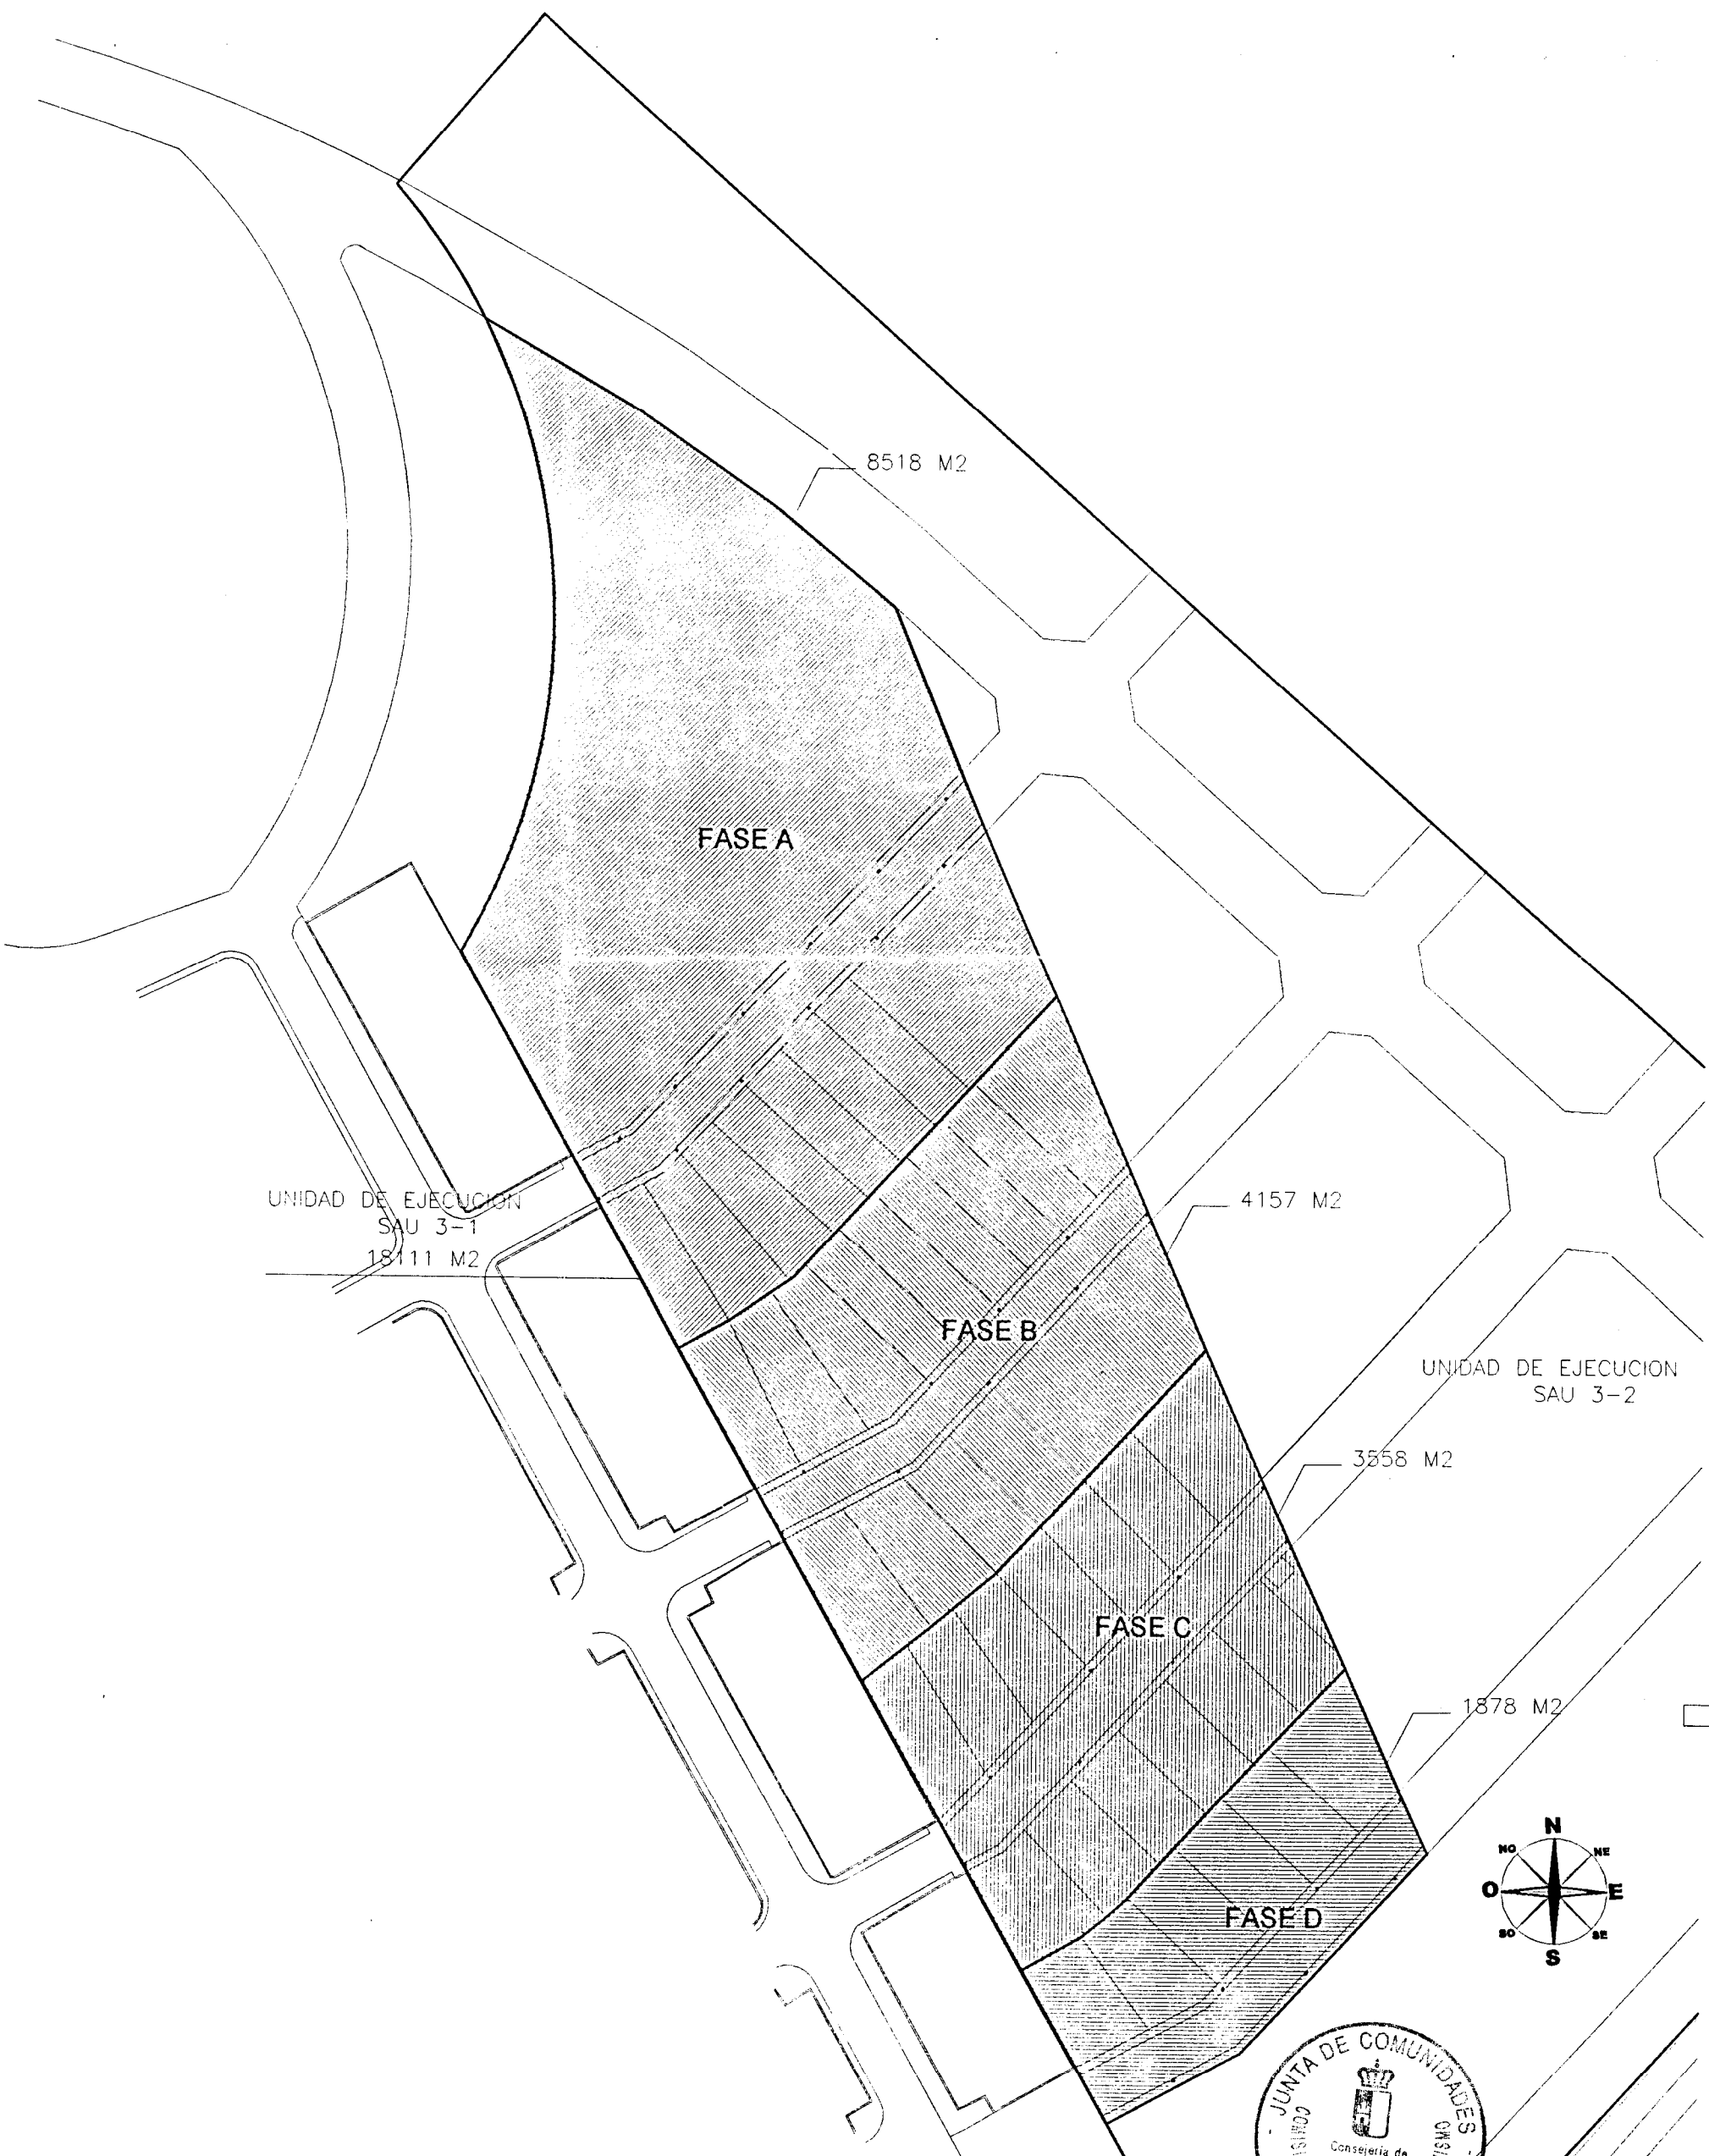 8518 M2
FASE A
UNIDAD DE EJECUCION
SAU 3-1
18111 M2
4157 M2
FASE B
UNIDAD DE EJECUCION
SAU 3-2
3558 M2
FASE C
1878 M2
N
NO
NE
O
E
SO
SE
S
FASE D
- JUNTA DE COMUNIDADES -
Consejería de